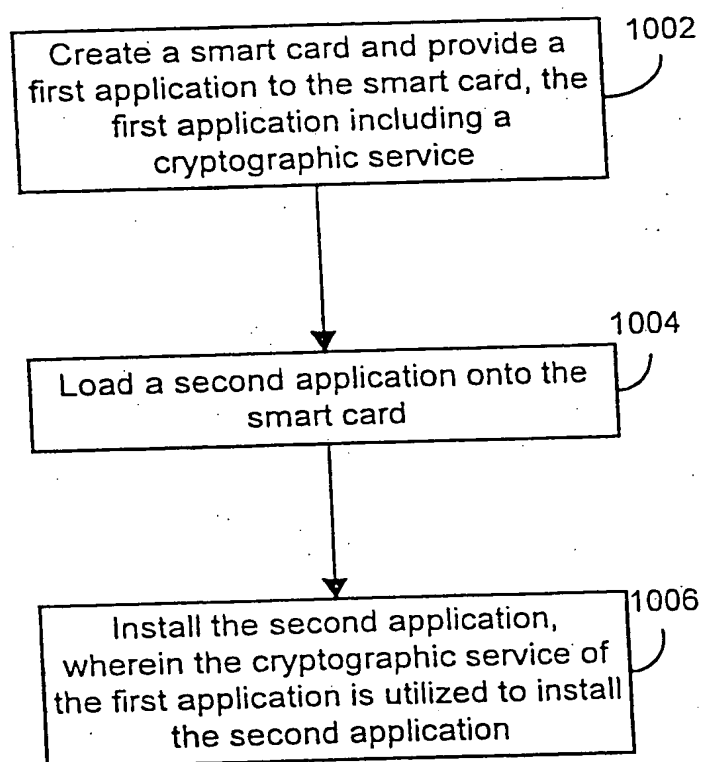 1002
Create a smart card and provide a
first application to the smart card, the
first application including a
cryptographic service
1004
Load a second application onto the
smart card
1006
Install the second application,
wherein the cryptographic service of
the first application is utilized to install
the second application